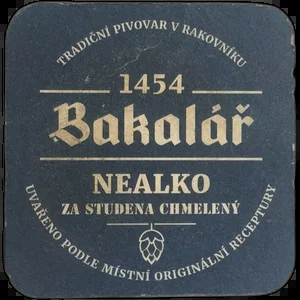 TRADIČNÍ PIVOVAR V RAKOVNÍKU
1454
Bakalář
NEALKO
ZA STUDENA CHMELENÝ
UVAŘENO PODLE MÍSTNÍ ORIGINÁLNÍ RECEPTURY